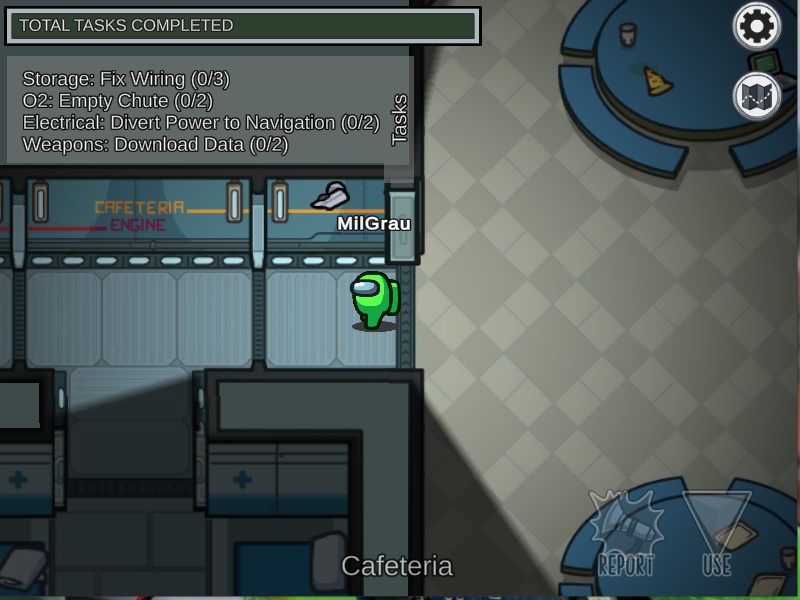 TOTAL TASKS COMPLETED
Storage: Fix Wiring (0/3)
O2: Empty Chute (0/2)
Electrical: Divert Power to Navigation (0/2)
Weapons: Download Data (0/2)
Tasks
CAFETERIA
ENGINE
MilGrau
REPORT
USE
Cafeteria